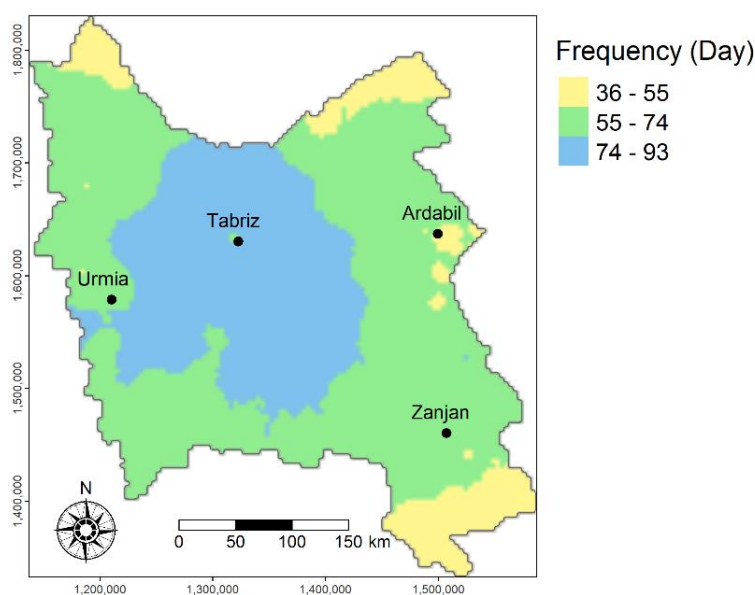 Frequency (Day)
36 - 55
55 - 74
74 - 93
1,800,000
1,700,000
1,600,000
1,500,000
1,400,000
Tabriz
Ardabil
Urmia
Zanjan
N
0 50 100 150 km
1,200,000 1,300,000 1,400,000 1,500,000